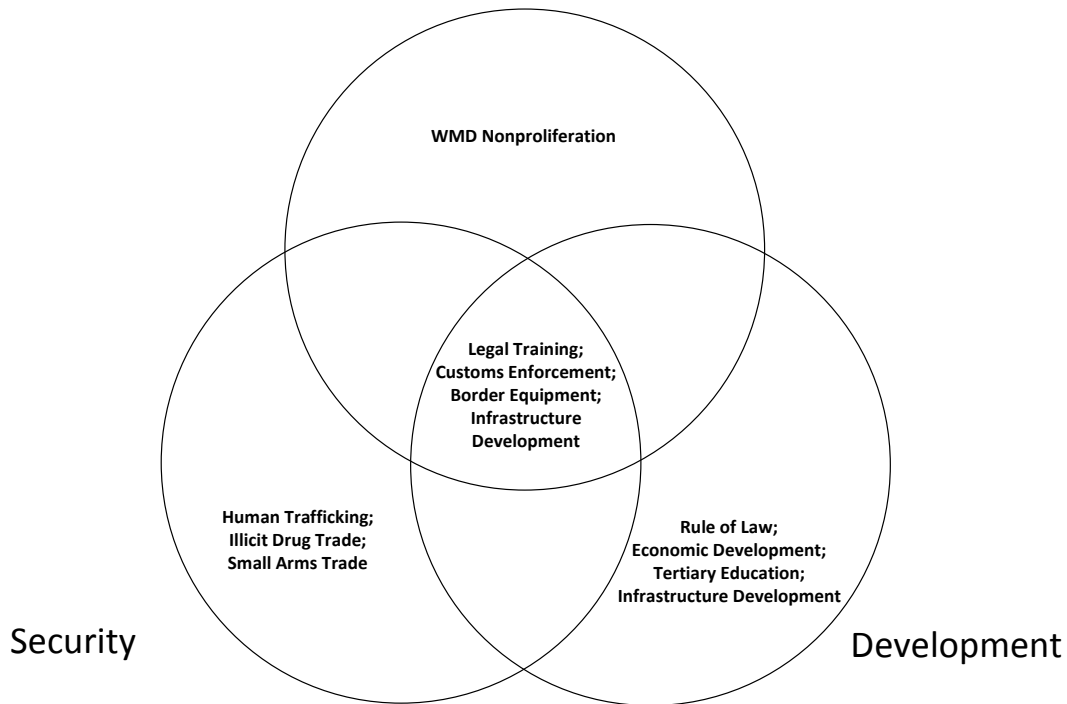 WMD Nonproliferation
Legal Training;
Customs Enforcement;
Border Equipment;
Infrastructure
Development
Human Trafficking;
Illicit Drug Trade;
Small Arms Trade
Rule of Law;
Economic Development;
Tertiary Education;
Infrastructure Development
Security
Development